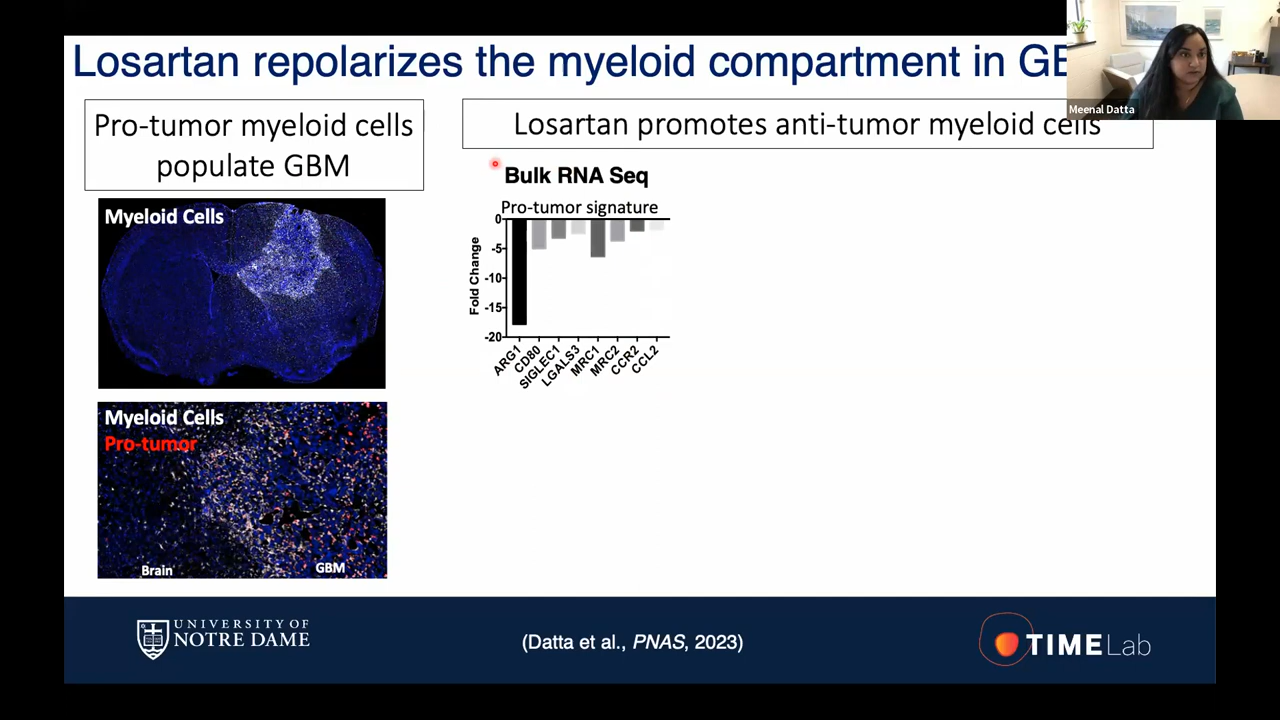 Losartan repolarizes the myeloid compartment in
Meenal Datta
Pro-tumor myeloid cells
populate GBM
Losartan promotes anti-tumor myeloid cells
Myeloid Cells
Myeloid Cells
Pro-tumor
Brain
GBM
Bulk RNA Seq
Pro-tumor signature
Fold Change
0
-5
-10
-15
-20
ARG1
CD80
SIGLEC1
LGALS3
MRC1
MRC2
CCR2
CCL2
UNIVERSITY OF
NOTRE DAME
(Datta et al., PNAS, 2023)
TIME Lab